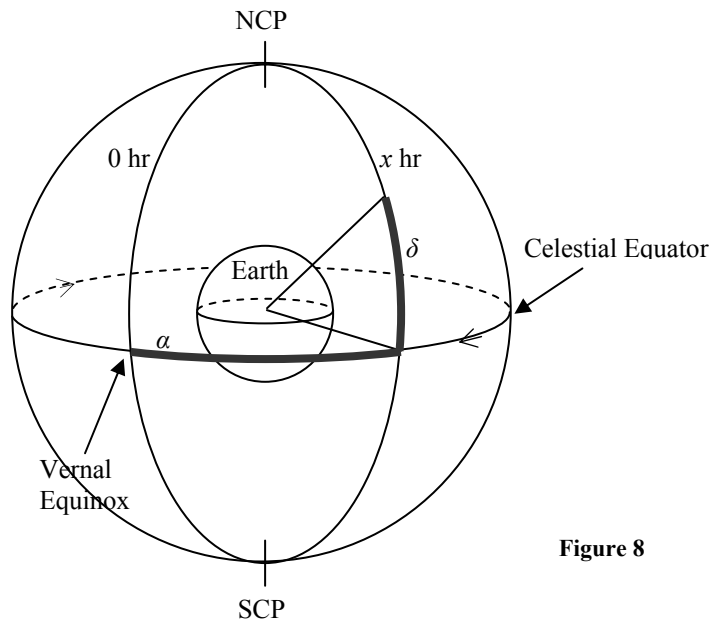 NCP
0 hr
x hr
δ
Celestial Equator
Earth
α
Vernal
Equinox
Figure 8
SCP